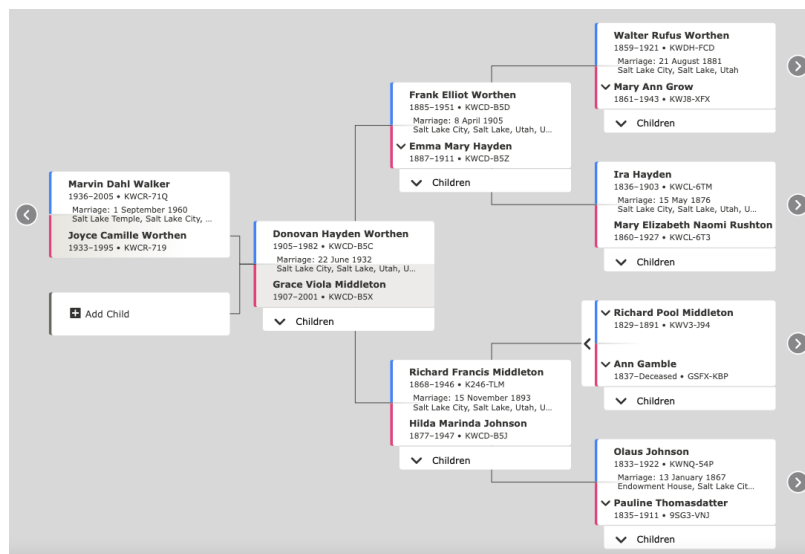 Marvin Dahl Walker
1936–2005 • KWCR-71Q
Marriage: 1 September 1960
Salt Lake Temple, Salt Lake City, ...
Joyce Camille Worthen
1933–1995 • KWCR-719
Add Child
Donovan Hayden Worthen
1905–1982 • KWCD-B5C
Marriage: 22 June 1932
Salt Lake City, Salt Lake, Utah, U...
Grace Viola Middleton
1907–2001 • KWCD-B5X
Children
Frank Elliot Worthen
1885–1951 • KWCD-B5D
Marriage: 8 April 1905
Salt Lake City, Salt Lake, Utah, U...
Emma Mary Hayden
1887–1911 • KWCD-B5Z
Children
Richard Francis Middleton
1868–1946 • K246-TLM
Marriage: 15 November 1893
Salt Lake City, Salt Lake, Utah, U...
Hilda Marinda Johnson
1877–1947 • KWCD-B5J
Children
Walter Rufus Worthen
1859–1921 • KWDH-FCD
Marriage: 21 August 1881
Salt Lake City, Salt Lake, Utah
Mary Ann Grow
1861–1943 • KWJ8-XFX
Children
Ira Hayden
1836–1903 • KWCL-6TM
Marriage: 15 May 1876
Salt Lake City, Salt Lake, Utah, U...
Mary Elizabeth Naomi Rushton
1860–1927 • KWCL-6T3
Children
Richard Pool Middleton
1829–1891 • KWV3-J94
Ann Gamble
1837–Deceased • GSFX-KBP
Children
Olaus Johnson
1833–1922 • KWNQ-54P
Marriage: 13 January 1867
Endowment House, Salt Lake Cit...
Pauline Thomasdatter
1835–1911 • 9SG3-VNJ
Children